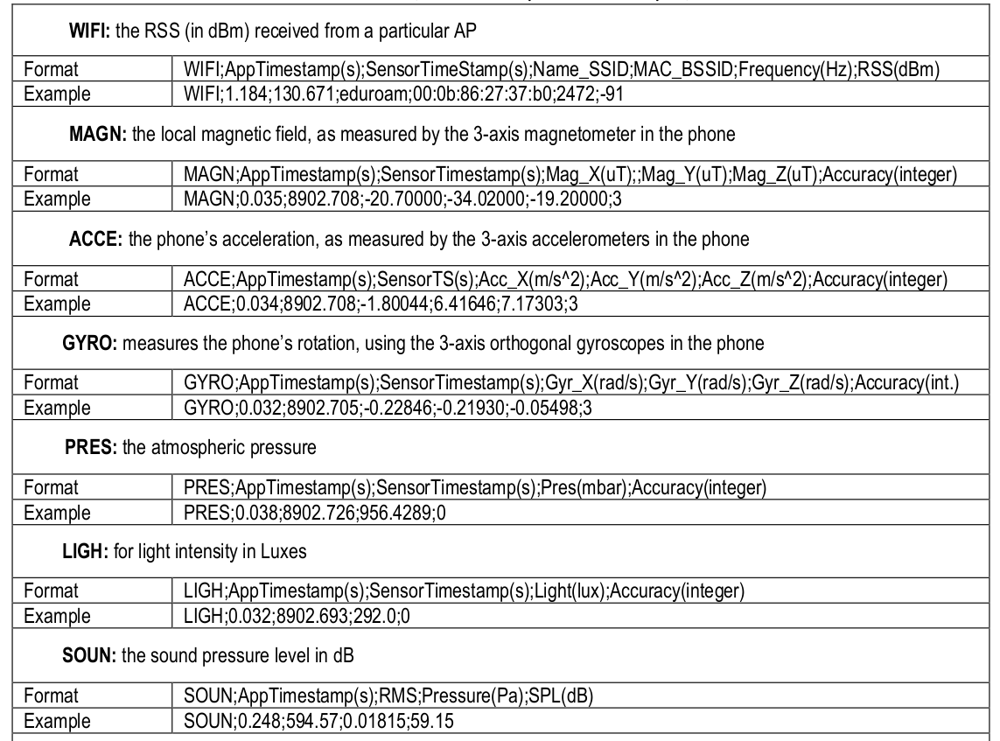 WIFI: the RSS (in dBm) received from a particular AP
Format WIFI;AppTimestamp(s);SensorTimeStamp(s);Name_SSID;MAC_BSSID;Frequency(Hz);RSS(dBm)
Example WIFI;1.184;130.671;eduroam;00:0b:86:27:37:b0;2472;-91
MAGN: the local magnetic field, as measured by the 3-axis magnetometer in the phone
Format MAGN;AppTimestamp(s);SensorTimestamp(s);Mag_X(uT);;Mag_Y(uT);Mag_Z(uT);Accuracy(integer)
Example MAGN;0.035;8902.708;-20.70000;-34.02000;-19.20000;3
ACCE: the phone's acceleration, as measured by the 3-axis accelerometers in the phone
Format ACCE;AppTimestamp(s);SensorTS(s);Acc_X(m/s^2);Acc_Y(m/s^2);Acc_Z(m/s^2);Accuracy(integer)
Example ACCE;0.034;8902.708;-1.80044;6.41646;7.17303;3
GYRO: measures the phone's rotation, using the 3-axis orthogonal gyroscopes in the phone
Format GYRO;AppTimestamp(s);SensorTimestamp(s);Gyr_X(rad/s);Gyr_Y(rad/s);Gyr_Z(rad/s);Accuracy(int.)
Example GYRO;0.032;8902.705;-0.22846;-0.21930;-0.05498;3
PRES: the atmospheric pressure
Format PRES;AppTimestamp(s);SensorTimestamp(s);Pres(mbar);Accuracy(integer)
Example PRES;0.038;8902.726;956.4289;0
LIGH: for light intensity in Luxes
Format LIGH;AppTimestamp(s);SensorTimestamp(s);Light(lux);Accuracy(integer)
Example LIGH;0.032;8902.693;292.0;0
SOUN: the sound pressure level in dB
Format SOUN;AppTimestamp(s);RMS;Pressure(Pa);SPL(dB)
Example SOUN;0.248;594.57;0.01815;59.15